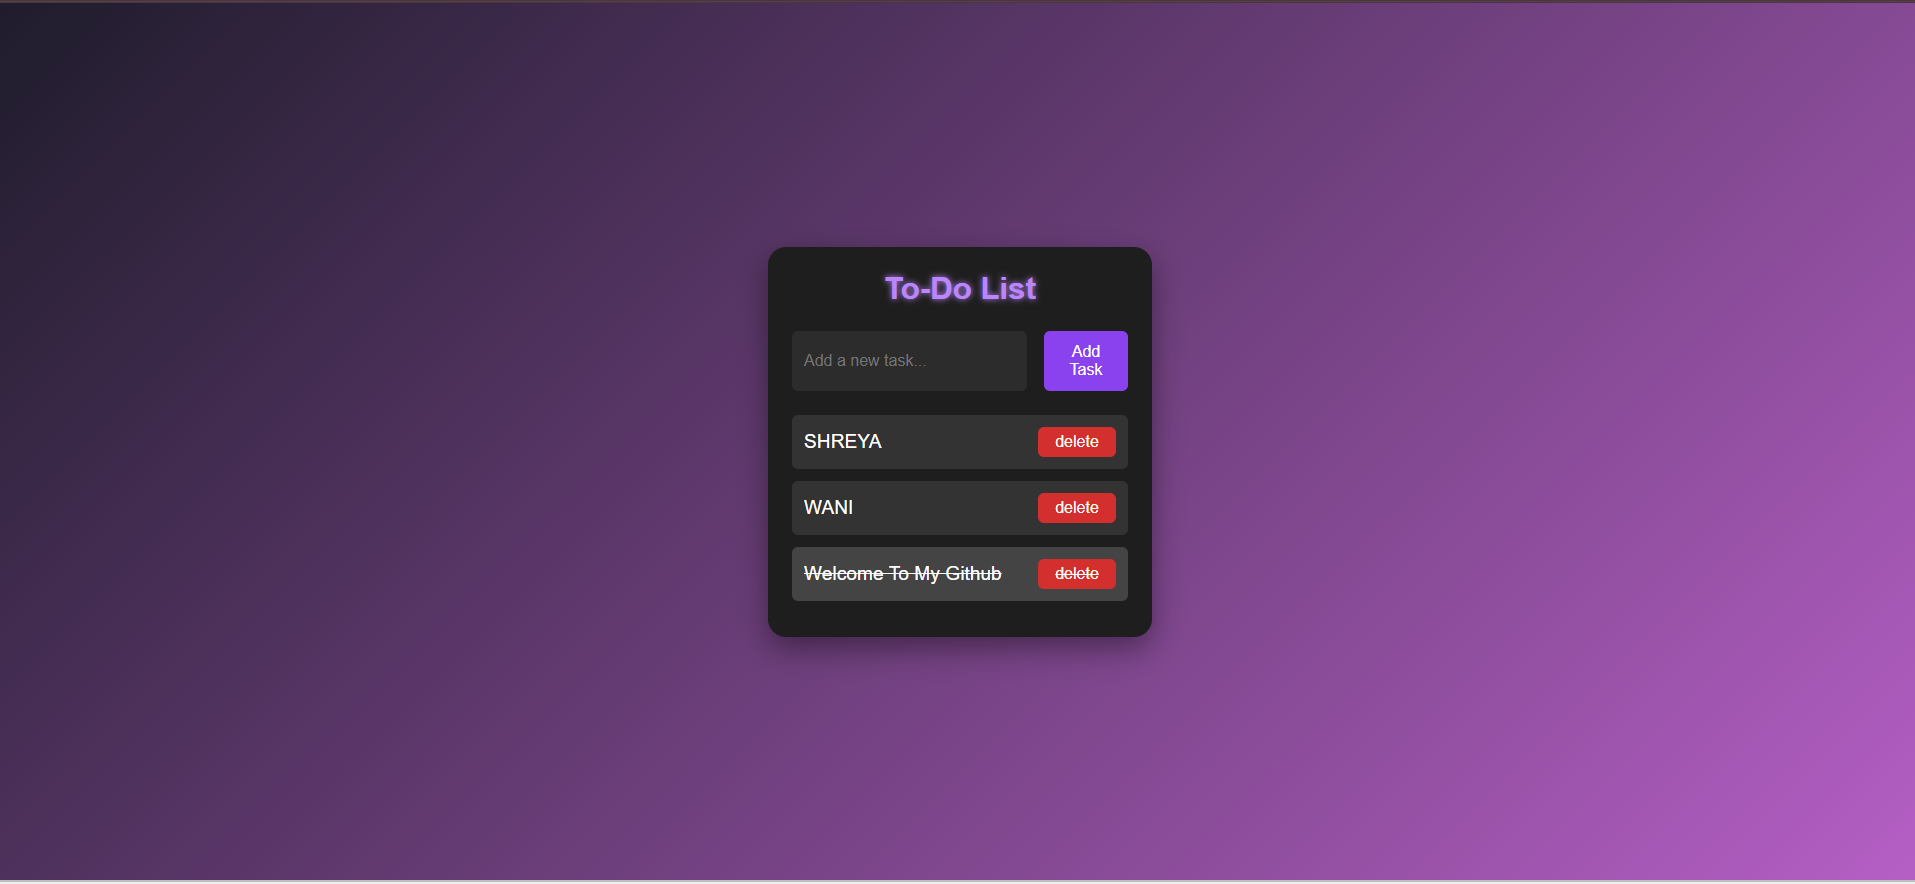 To-Do List
Add a new task...
Add
Task
SHREYA
delete
WANI
delete
Welcome To My Github
delete